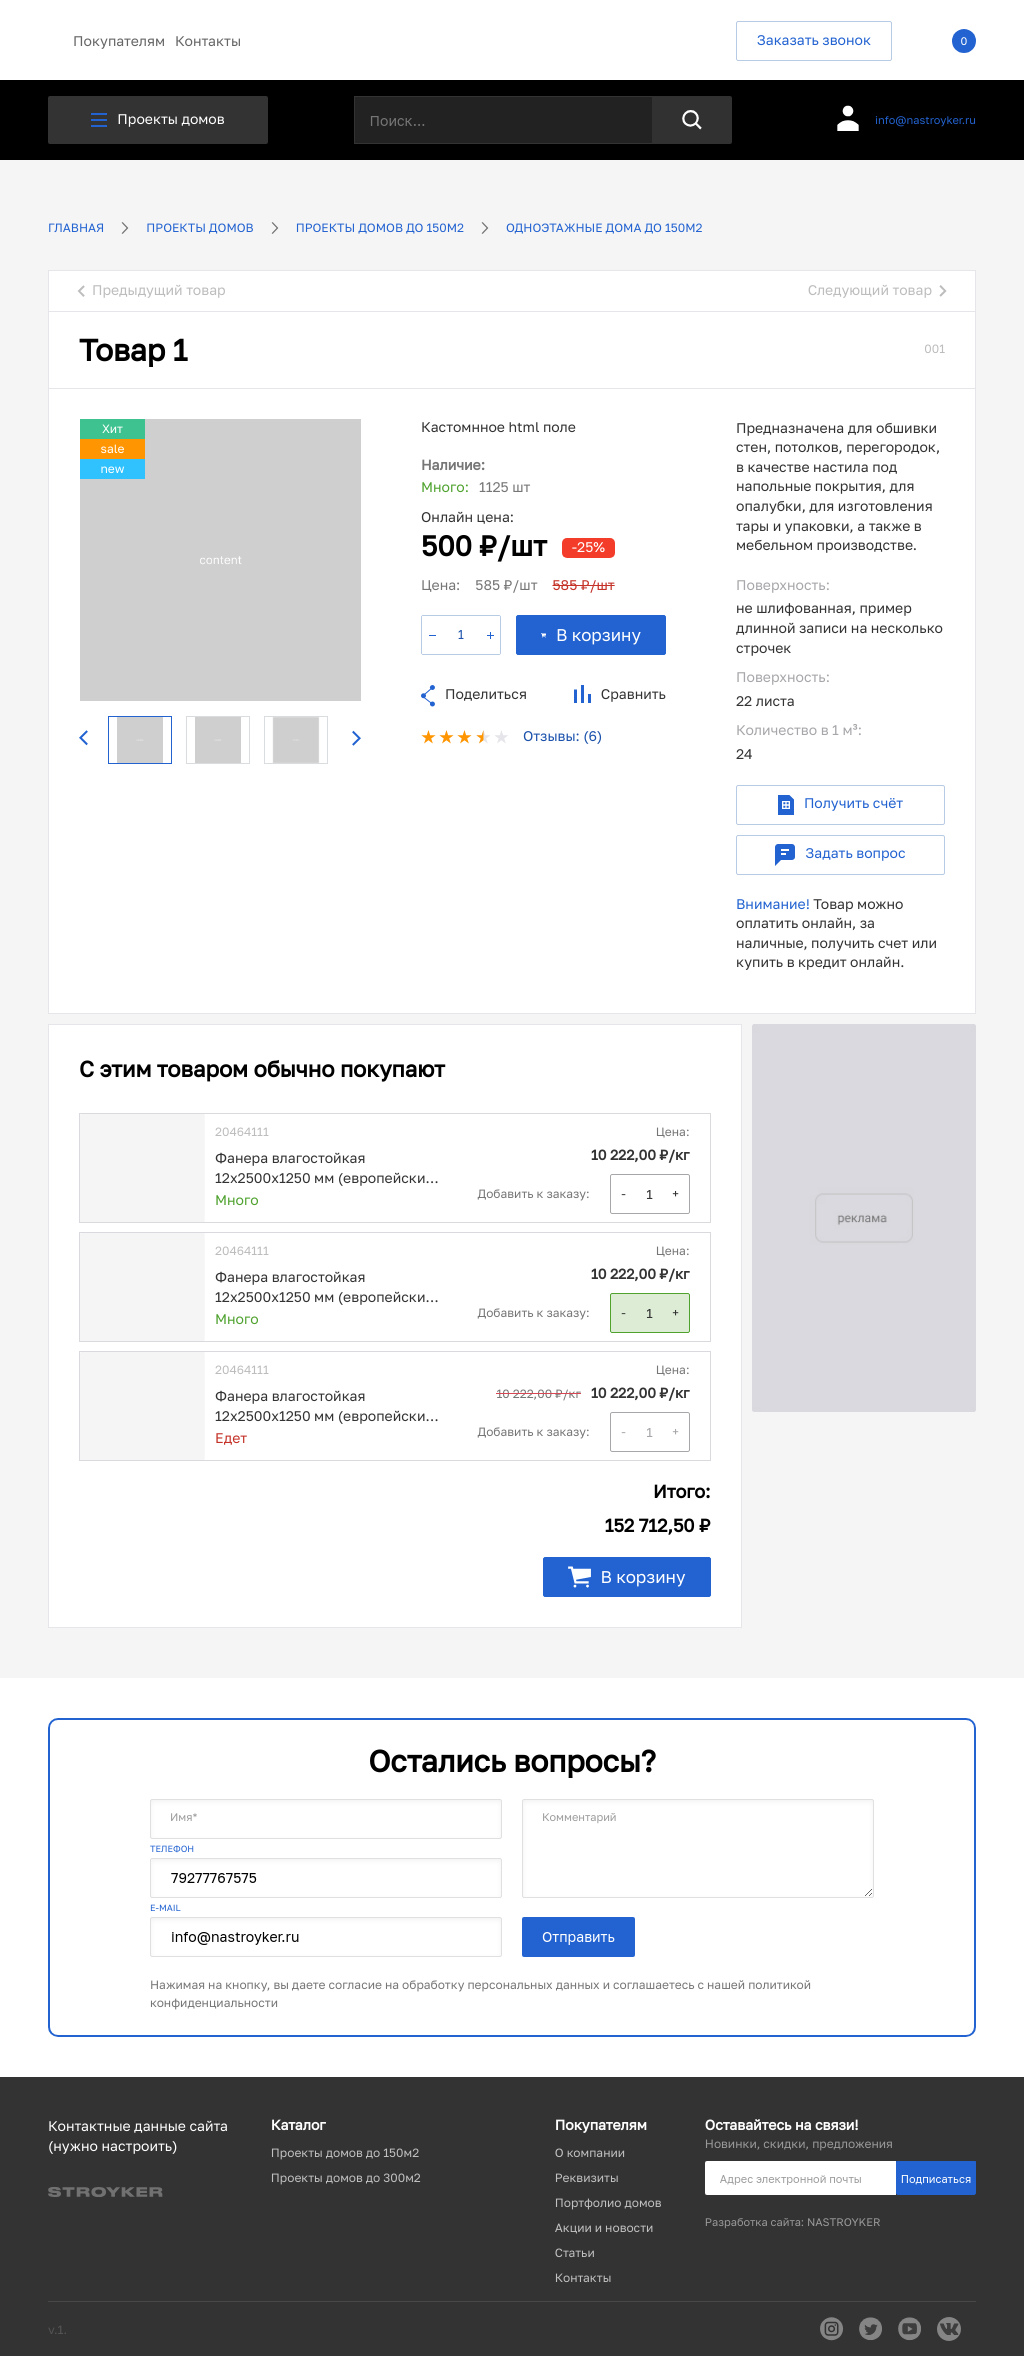 Покупателям Контакты
Заказать звонок
0
Проекты домов
Поиск...
info@nastroyker.ru
ГЛАВНАЯ
ПРОЕКТЫ ДОМОВ
ПРОЕКТЫ ДОМОВ ДО 150М2
ОДНОЭТАЖНЫЕ ДОМА ДО 150М2
Предыдущий товар
Следующий товар
Товар 1
001
Хит
sale
new
content
Кастомнное html поле
Наличие:
Много: 1125 шт
Онлайн цена:
500 ₽/шт -25%
Цена: 585 ₽/шт 585 ₽/шт
− 1 +
В корзину
Поделиться
Сравнить
Отзывы: (6)
Предназначена для обшивки
стен, потолков, перегородок,
в качестве настила под
напольные покрытия, для
опалубки, для изготовления
тары и упаковки, а также в
мебельном производстве.
Поверхность:
не шлифованная, пример
длинной записи на несколько
строчек
Поверхность:
22 листа
Количество в 1 м³:
24
Получить счёт
Задать вопрос
Внимание! Товар можно
оплатить онлайн, за
наличные, получить счет или
купить в кредит онлайн.
С этим товаром обычно покупают
20464111
Фанера влагостойкая
12х2500х1250 мм (европейски...
Много
Цена:
10 222,00 ₽/кг
Добавить к заказу:
- 1 +
20464111
Фанера влагостойкая
12х2500х1250 мм (европейски...
Много
Цена:
10 222,00 ₽/кг
Добавить к заказу:
- 1 +
20464111
Фанера влагостойкая
12х2500х1250 мм (европейски...
Едет
Цена:
10 222,00 ₽/кг 10 222,00 ₽/кг
Добавить к заказу:
- 1 +
Итого:
152 712,50 ₽
В корзину
реклама
Остались вопросы?
Имя*
ТЕЛЕФОН
79277767575
E-MAIL
info@nastroyker.ru
Комментарий
Отправить
Нажимая на кнопку, вы даете согласие на обработку персональных данных и соглашаетесь с нашей политикой
конфиденциальности
Контактные данные сайта
(нужно настроить)
STROYKER
Каталог
Проекты домов до 150м2
Проекты домов до 300м2
Покупателям
О компании
Реквизиты
Портфолио домов
Акции и новости
Статьи
Контакты
Оставайтесь на связи!
Новинки, скидки, предложения
Адрес электронной почты
Подписаться
Разработка сайта: NASTROYKER
v.1.